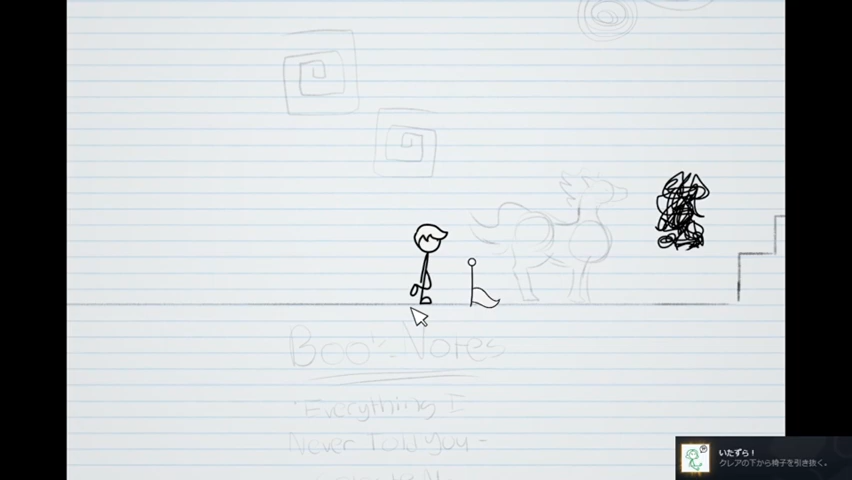 Book Notes
"Everything I
Never Told You -
いたずら！
クレアの下から椅子を引き抜く。